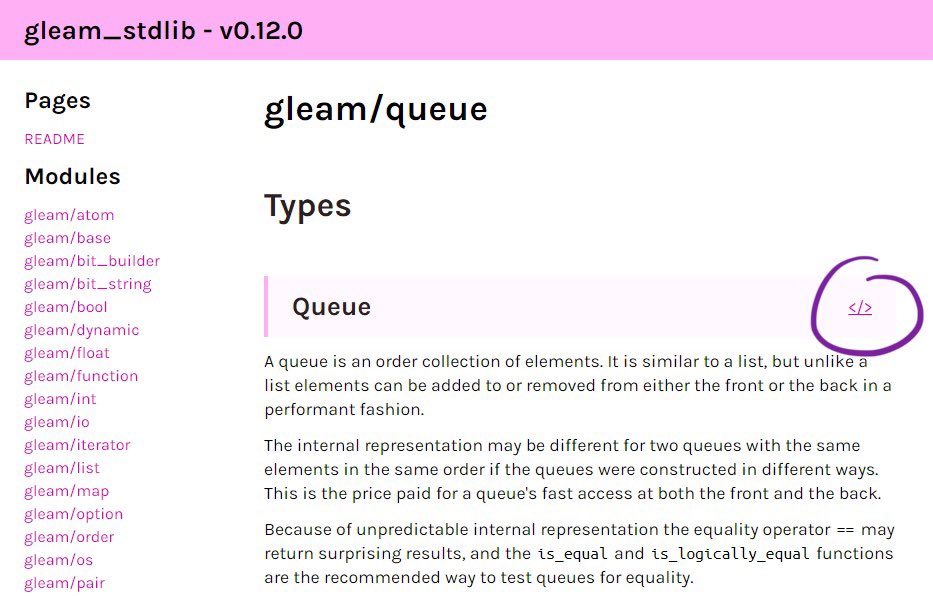 gleam_stdlib - v0.12.0
Pages
README
Modules
gleam/atom
gleam/base
gleam/bit_builder
gleam/bit_string
gleam/bool
gleam/dynamic
gleam/float
gleam/function
gleam/int
gleam/io
gleam/iterator
gleam/list
gleam/map
gleam/option
gleam/order
gleam/os
gleam/pair
gleam/queue
Types
Queue
</>
A queue is an order collection of elements. It is similar to a list, but unlike a
list elements can be added to or removed from either the front or the back in a
performant fashion.
The internal representation may be different for two queues with the same
elements in the same order if the queues were constructed in different ways.
This is the price paid for a queue's fast access at both the front and the back.
Because of unpredictable internal representation the equality operator == may
return surprising results, and the is_equal and is_logically_equal functions
are the recommended way to test queues for equality.